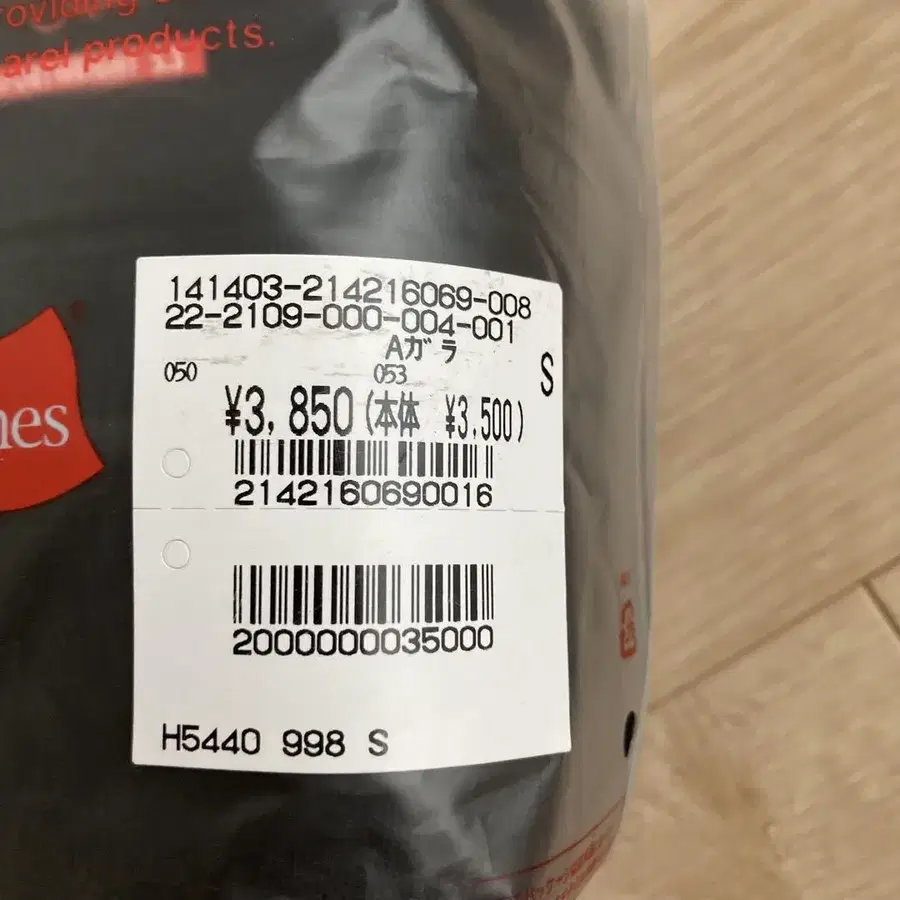 roviding
arel products.
141403-214216069-008
22-2109-000-004-001
Aガラ
S
050 053
¥3,850(本体 ¥3,500)
2142160690016
nes
2000000035000
H5440 998 S